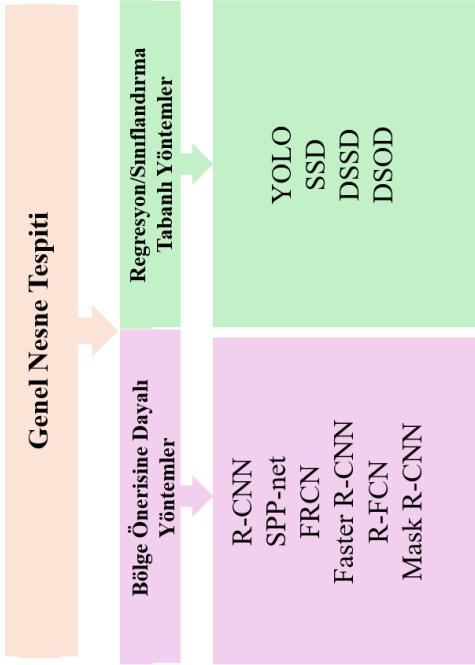 Genel Nesne Tespiti
Bölge Önerisine Dayalı
Yöntemler
Regresyon/Sınıflandırma
Tabanlı Yöntemler
R-CNN
SPP-net
FRCN
Faster R-CNN
R-FCN
Mask R-CNN
YOLO
SSD
DSSD
DSOD